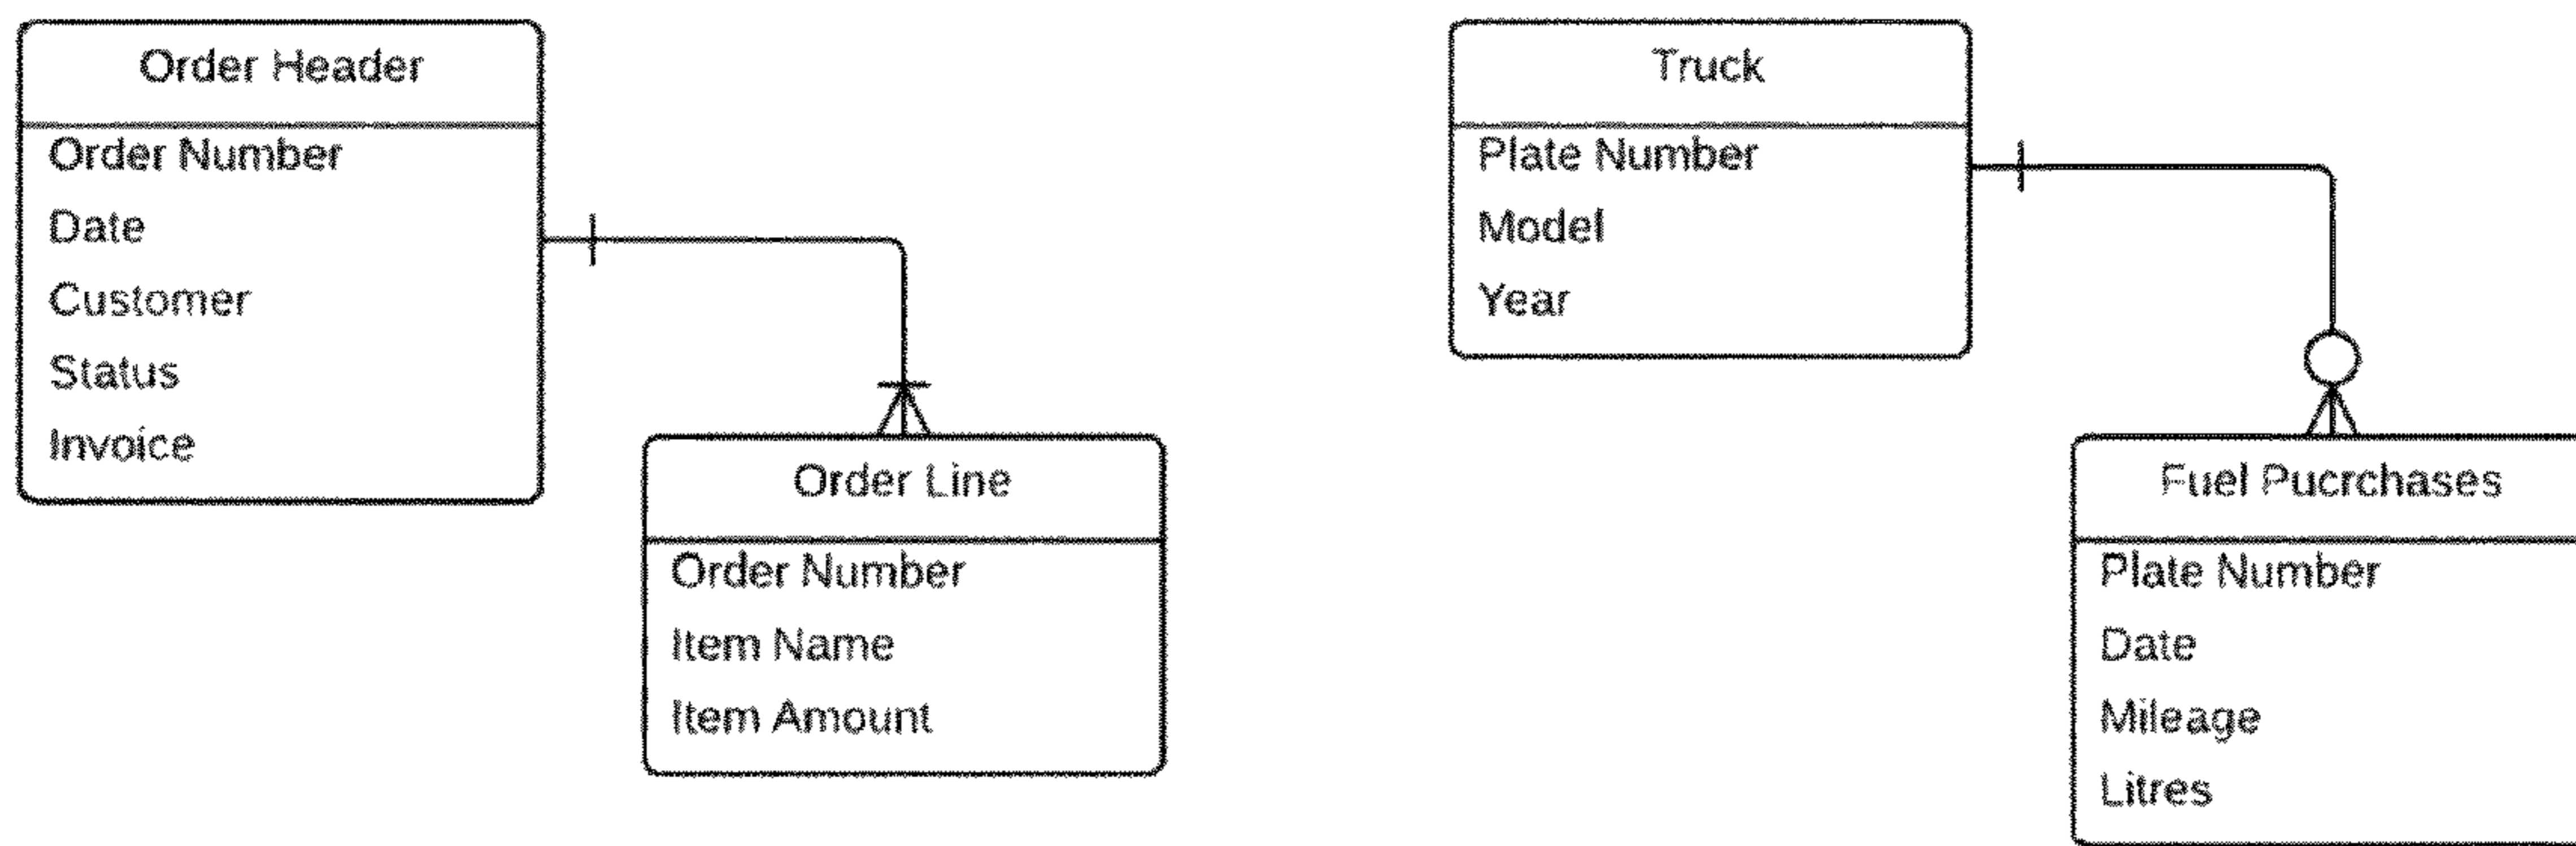 Order Header
Order Number
Date
Customer
Status
Invoice
Order Line
Order Number
Item Name
Item Amount
Truck
Plate Number
Model
Year
Fuel Pucrchases
Plate Number
Date
Mileage
Litres